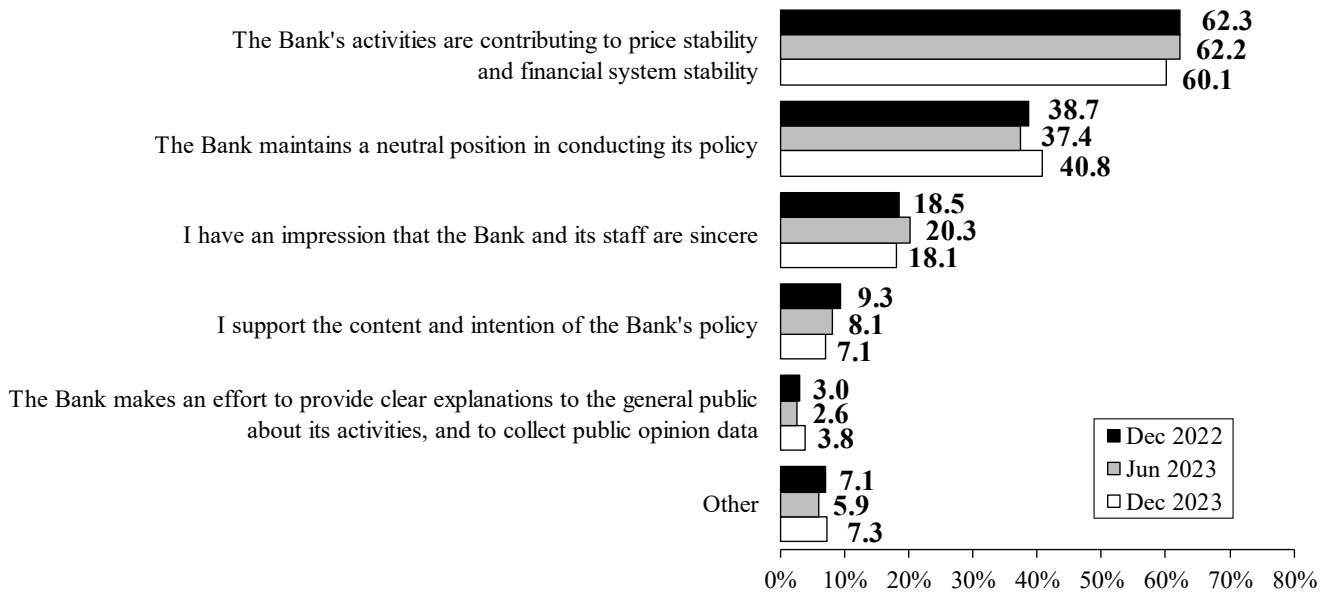 The Bank's activities are contributing to price stability
and financial system stability
62.3
62.2
60.1
The Bank maintains a neutral position in conducting its policy
38.7
37.4
40.8
I have an impression that the Bank and its staff are sincere
18.5
20.3
18.1
I support the content and intention of the Bank's policy
9.3
8.1
7.1
The Bank makes an effort to provide clear explanations to the general public
about its activities, and to collect public opinion data
3.0
2.6
3.8
Other
7.1
5.9
7.3
Dec 2022
Jun 2023
Dec 2023
0% 10% 20% 30% 40% 50% 60% 70% 80%